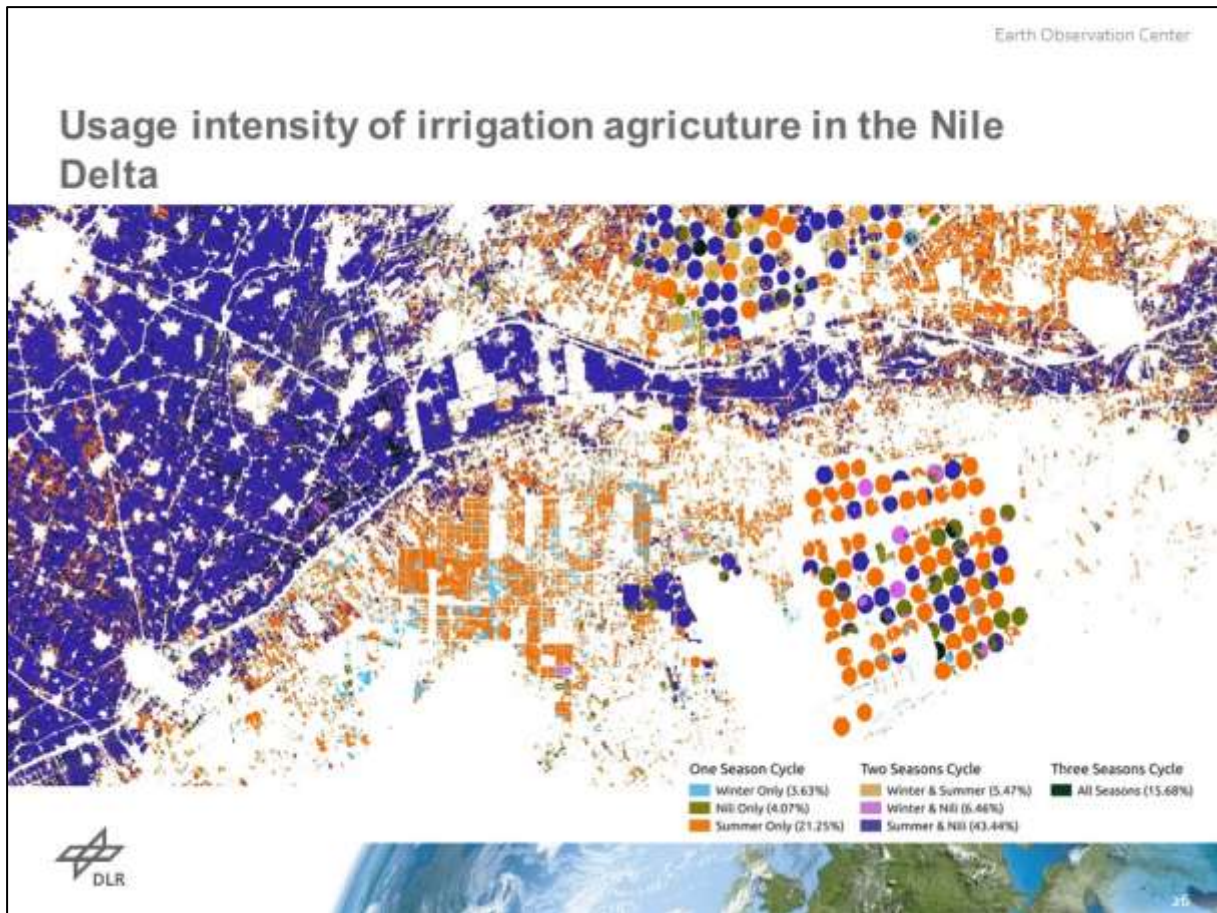 Earth Observation Center
Usage intensity of irrigation agricuture in the Nile
Delta
One Season Cycle
Winter Only (3.63%)
Nili Only (4.07%)
Summer Only (21.25%)
Two Seasons Cycle
Winter & Summer (5.47%)
Winter & Nili (6.46%)
Summer & Nili (43.44%)
Three Seasons Cycle
All Seasons (15.68%)
DLR
26